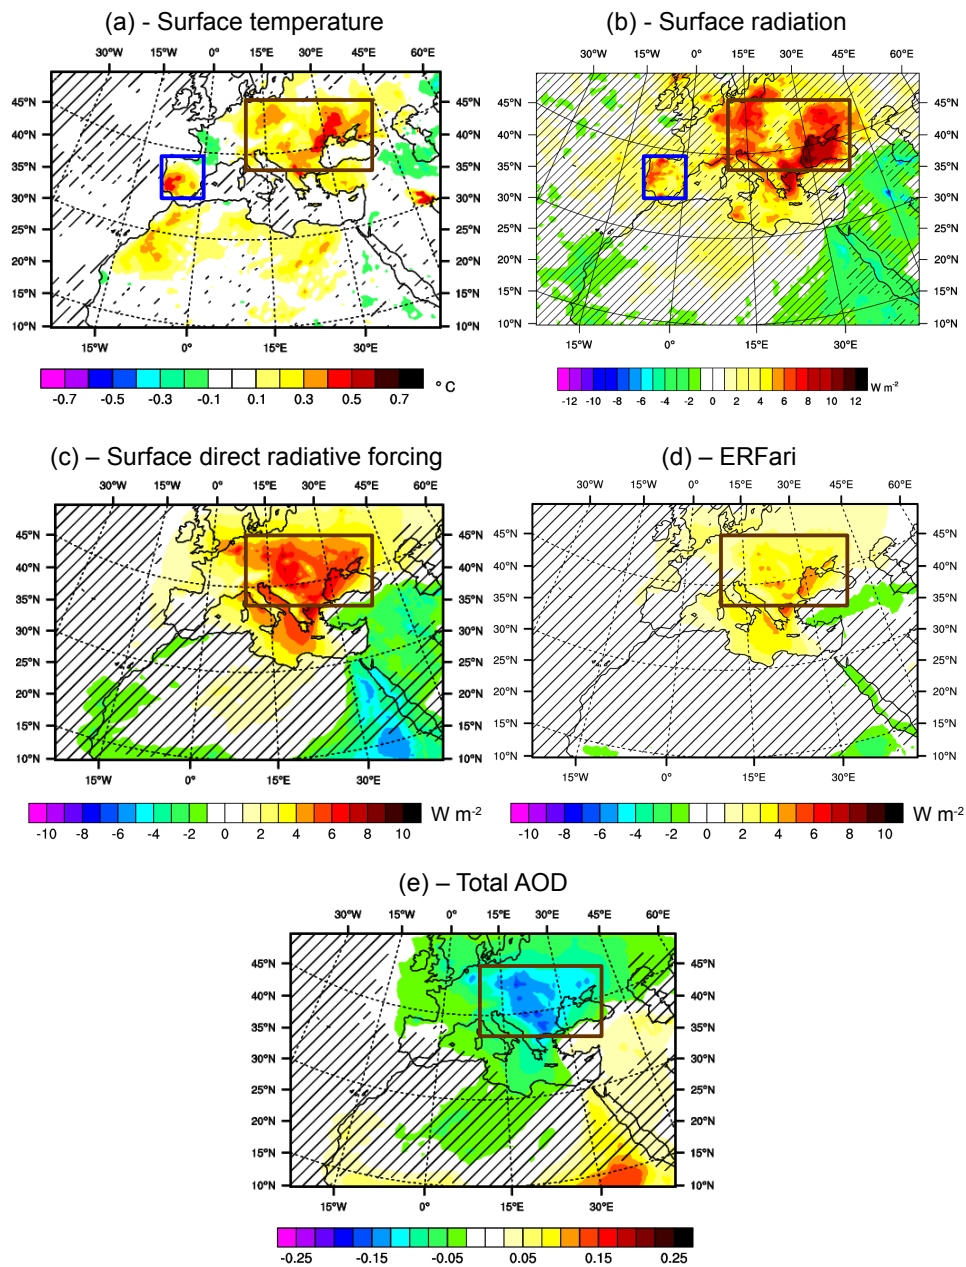 (a) - Surface temperature
30°W 15°W 0° 15°E 30°E 45°E 60°E
45°N
40°N
35°N
30°N
25°N
20°N
15°N
10°N
15°W 0° 15°E 30°E
-0.7 -0.5 -0.3 -0.1 0.1 0.3 0.5 0.7
° C
(b) - Surface radiation
30°W 15°W 0° 15°E 30°E 45°E 60°E
45°N
40°N
35°N
30°N
25°N
20°N
15°N
10°N
15°W 0° 15°E 30°E
-12 -10 -8 -6 -4 -2 0 2 4 6 8 10 12
W m-2
(c) – Surface direct radiative forcing
30°W 15°W 0° 15°E 30°E 45°E 60°E
45°N
40°N
35°N
30°N
25°N
20°N
15°N
10°N
15°W 0° 15°E 30°E
-10 -8 -6 -4 -2 0 2 4 6 8 10
W m-2
(d) – ERFari
30°W 15°W 0° 15°E 30°E 45°E 60°E
45°N
40°N
35°N
30°N
25°N
20°N
15°N
10°N
15°W 0° 15°E 30°E
-10 -8 -6 -4 -2 0 2 4 6 8 10
W m-2
(e) – Total AOD
30°W 15°W 0° 15°E 30°E 45°E 60°E
45°N
40°N
35°N
30°N
25°N
20°N
15°N
10°N
15°W 0° 15°E 30°E
-0.25 -0.15 -0.05 0.05 0.15 0.25